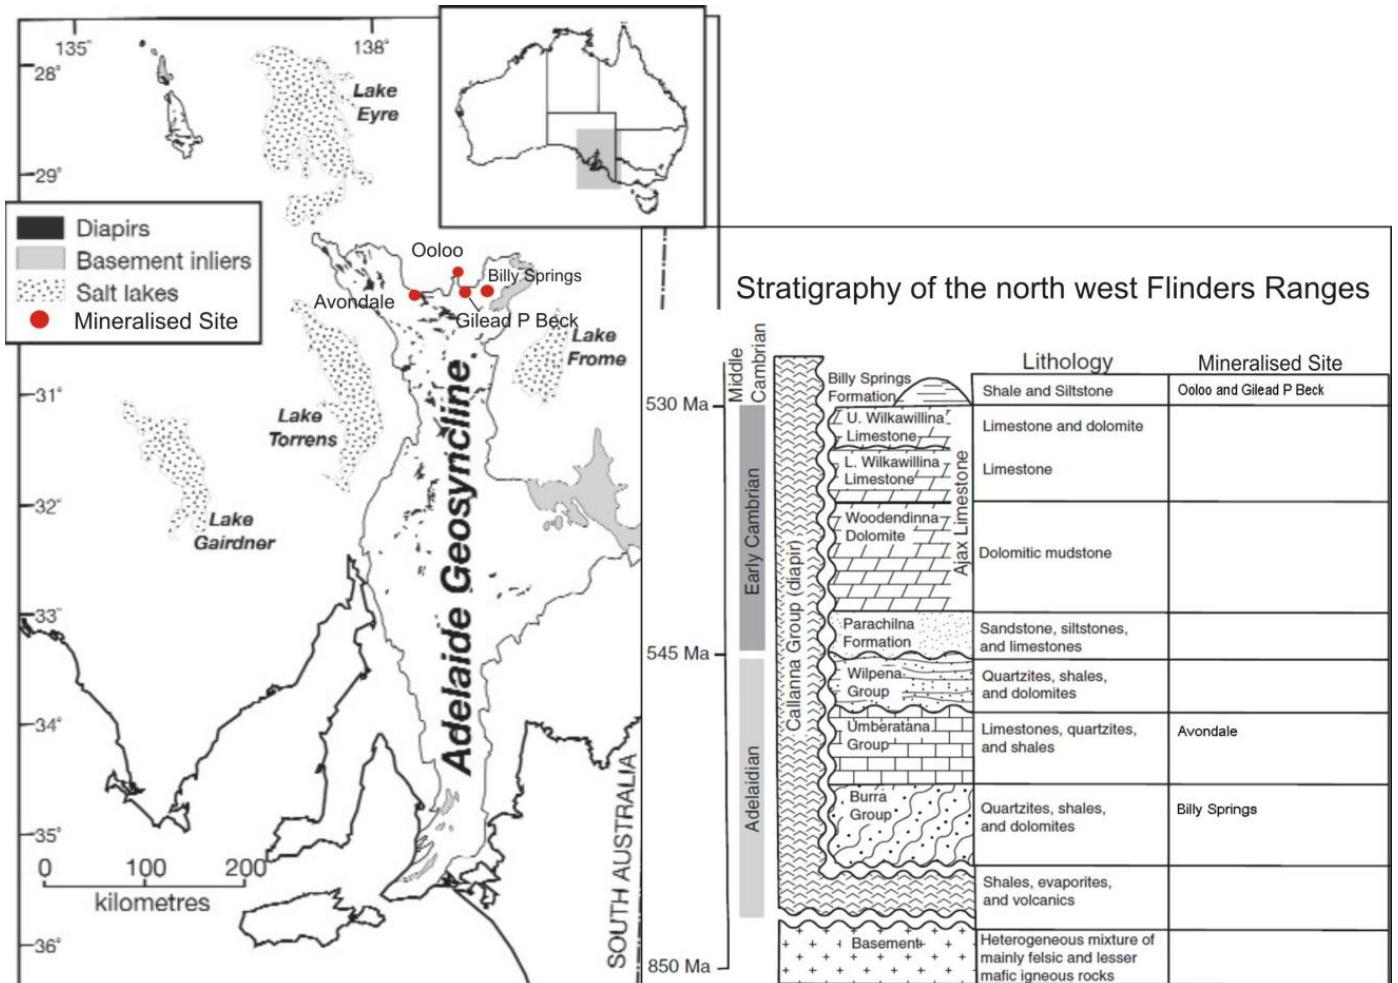 135°
138°
28°
29°
31°
32°
33°
34°
35°
36°
Lake
Eyre
Diapirs
Basement inliers
Salt lakes
Mineralised Site
Ooloo
Billy Springs
Avondale
Gilead P Beck
Lake
Frome
Lake
Torrens
Lake
Gairdner
Adelaide Geosyncline
SOUTH AUSTRALIA
0 100 200
kilometres
Stratigraphy of the north west Flinders Ranges
Lithology
Mineralised Site
Middle
Cambrian
Early Cambrian
Adelaidian
530 Ma
545 Ma
850 Ma
Callanna Group (diapir)
Ajax Limestone
Billy Springs
Formation
Shale and Siltstone
Ooloo and Gilead P Beck
U. Wilkawillina
Limestone
Limestone and dolomite
L. Wilkawillina
Limestone
Limestone
Woodendinna
Dolomite
Dolomitic mudstone
Parachilna
Formation
Sandstone, siltstones,
and limestones
Wilpena
Group
Quartzites, shales,
and dolomites
Umberatana
Group
Limestones, quartzites,
and shales
Avondale
Burra
Group
Quartzites, shales,
and dolomites
Billy Springs
Shales, evaporites,
and volcanics
Basement
Heterogeneous mixture of
mainly felsic and lesser
mafic igneous rocks